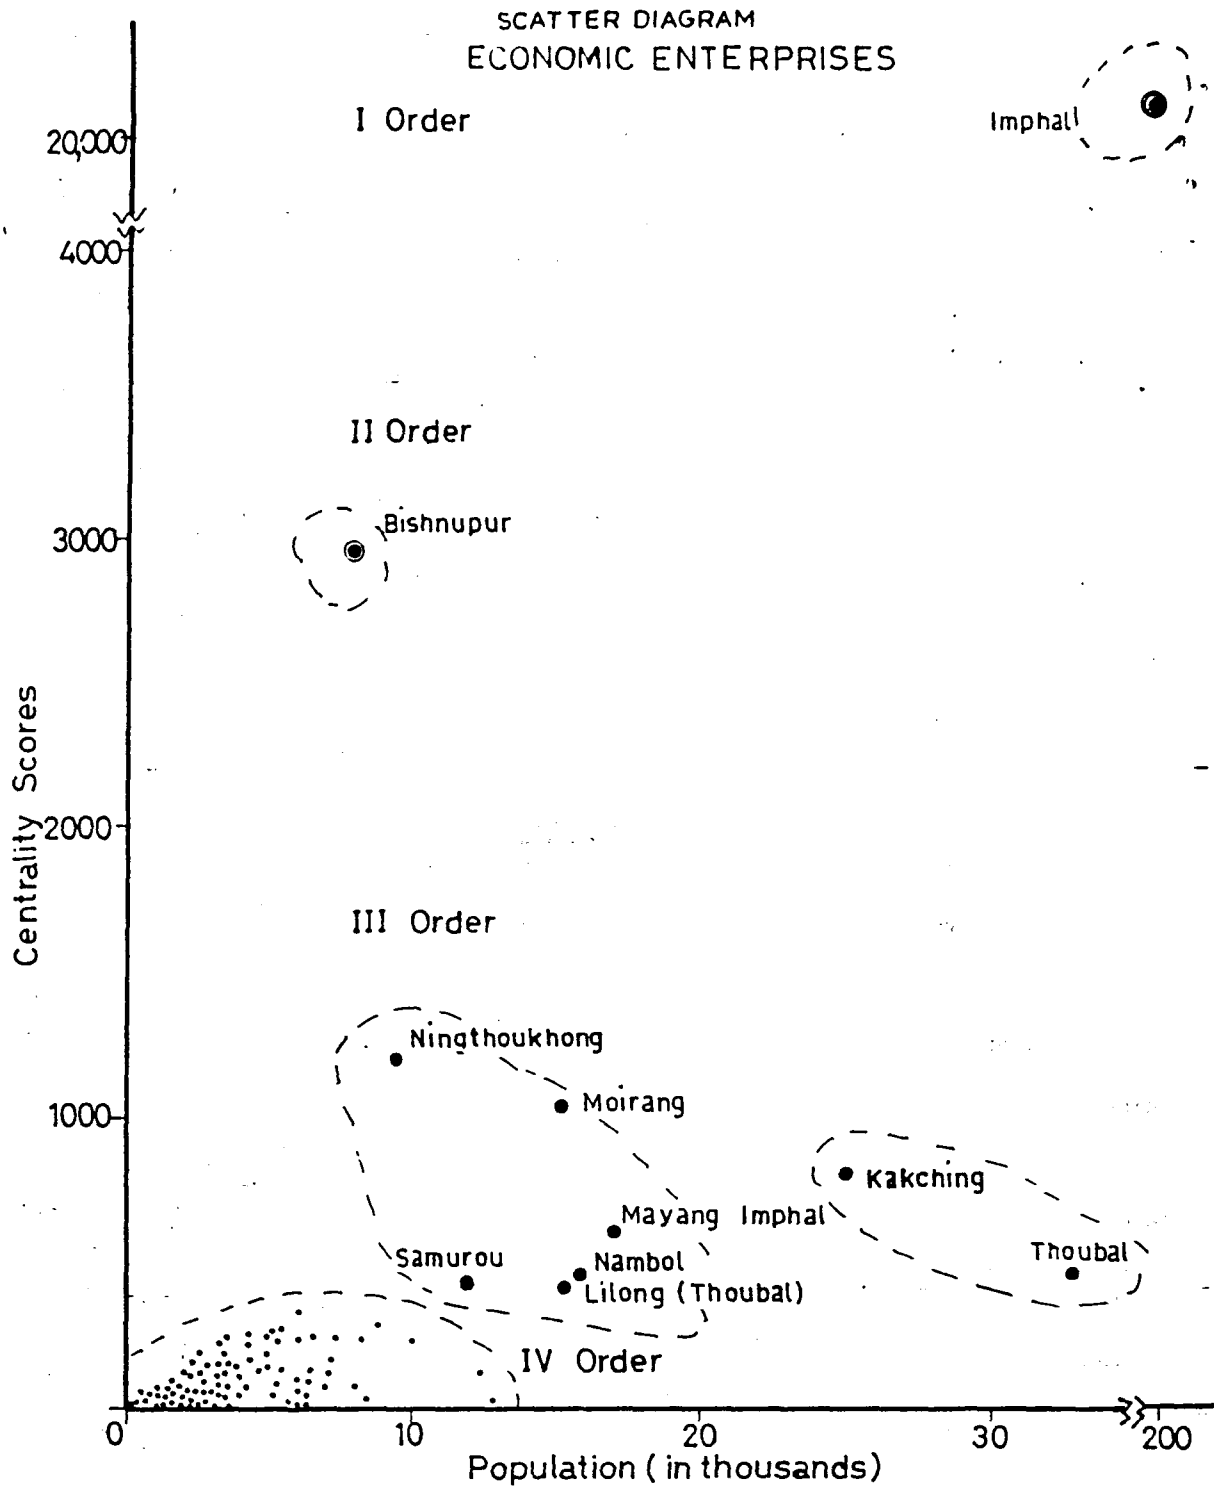 SCATTER DIAGRAM
ECONOMIC ENTERPRISES
I Order
Imphal
20,000
4000
II Order
Bishnupur
3000
Centrality Scores
2000
III Order
Ningthoukhong
Moirang
1000
Kakching
Mayang Imphal
Samurou
Nambol
Thoubal
Lilong (Thoubal)
IV Order
0 10 20 30 200
Population (in thousands)